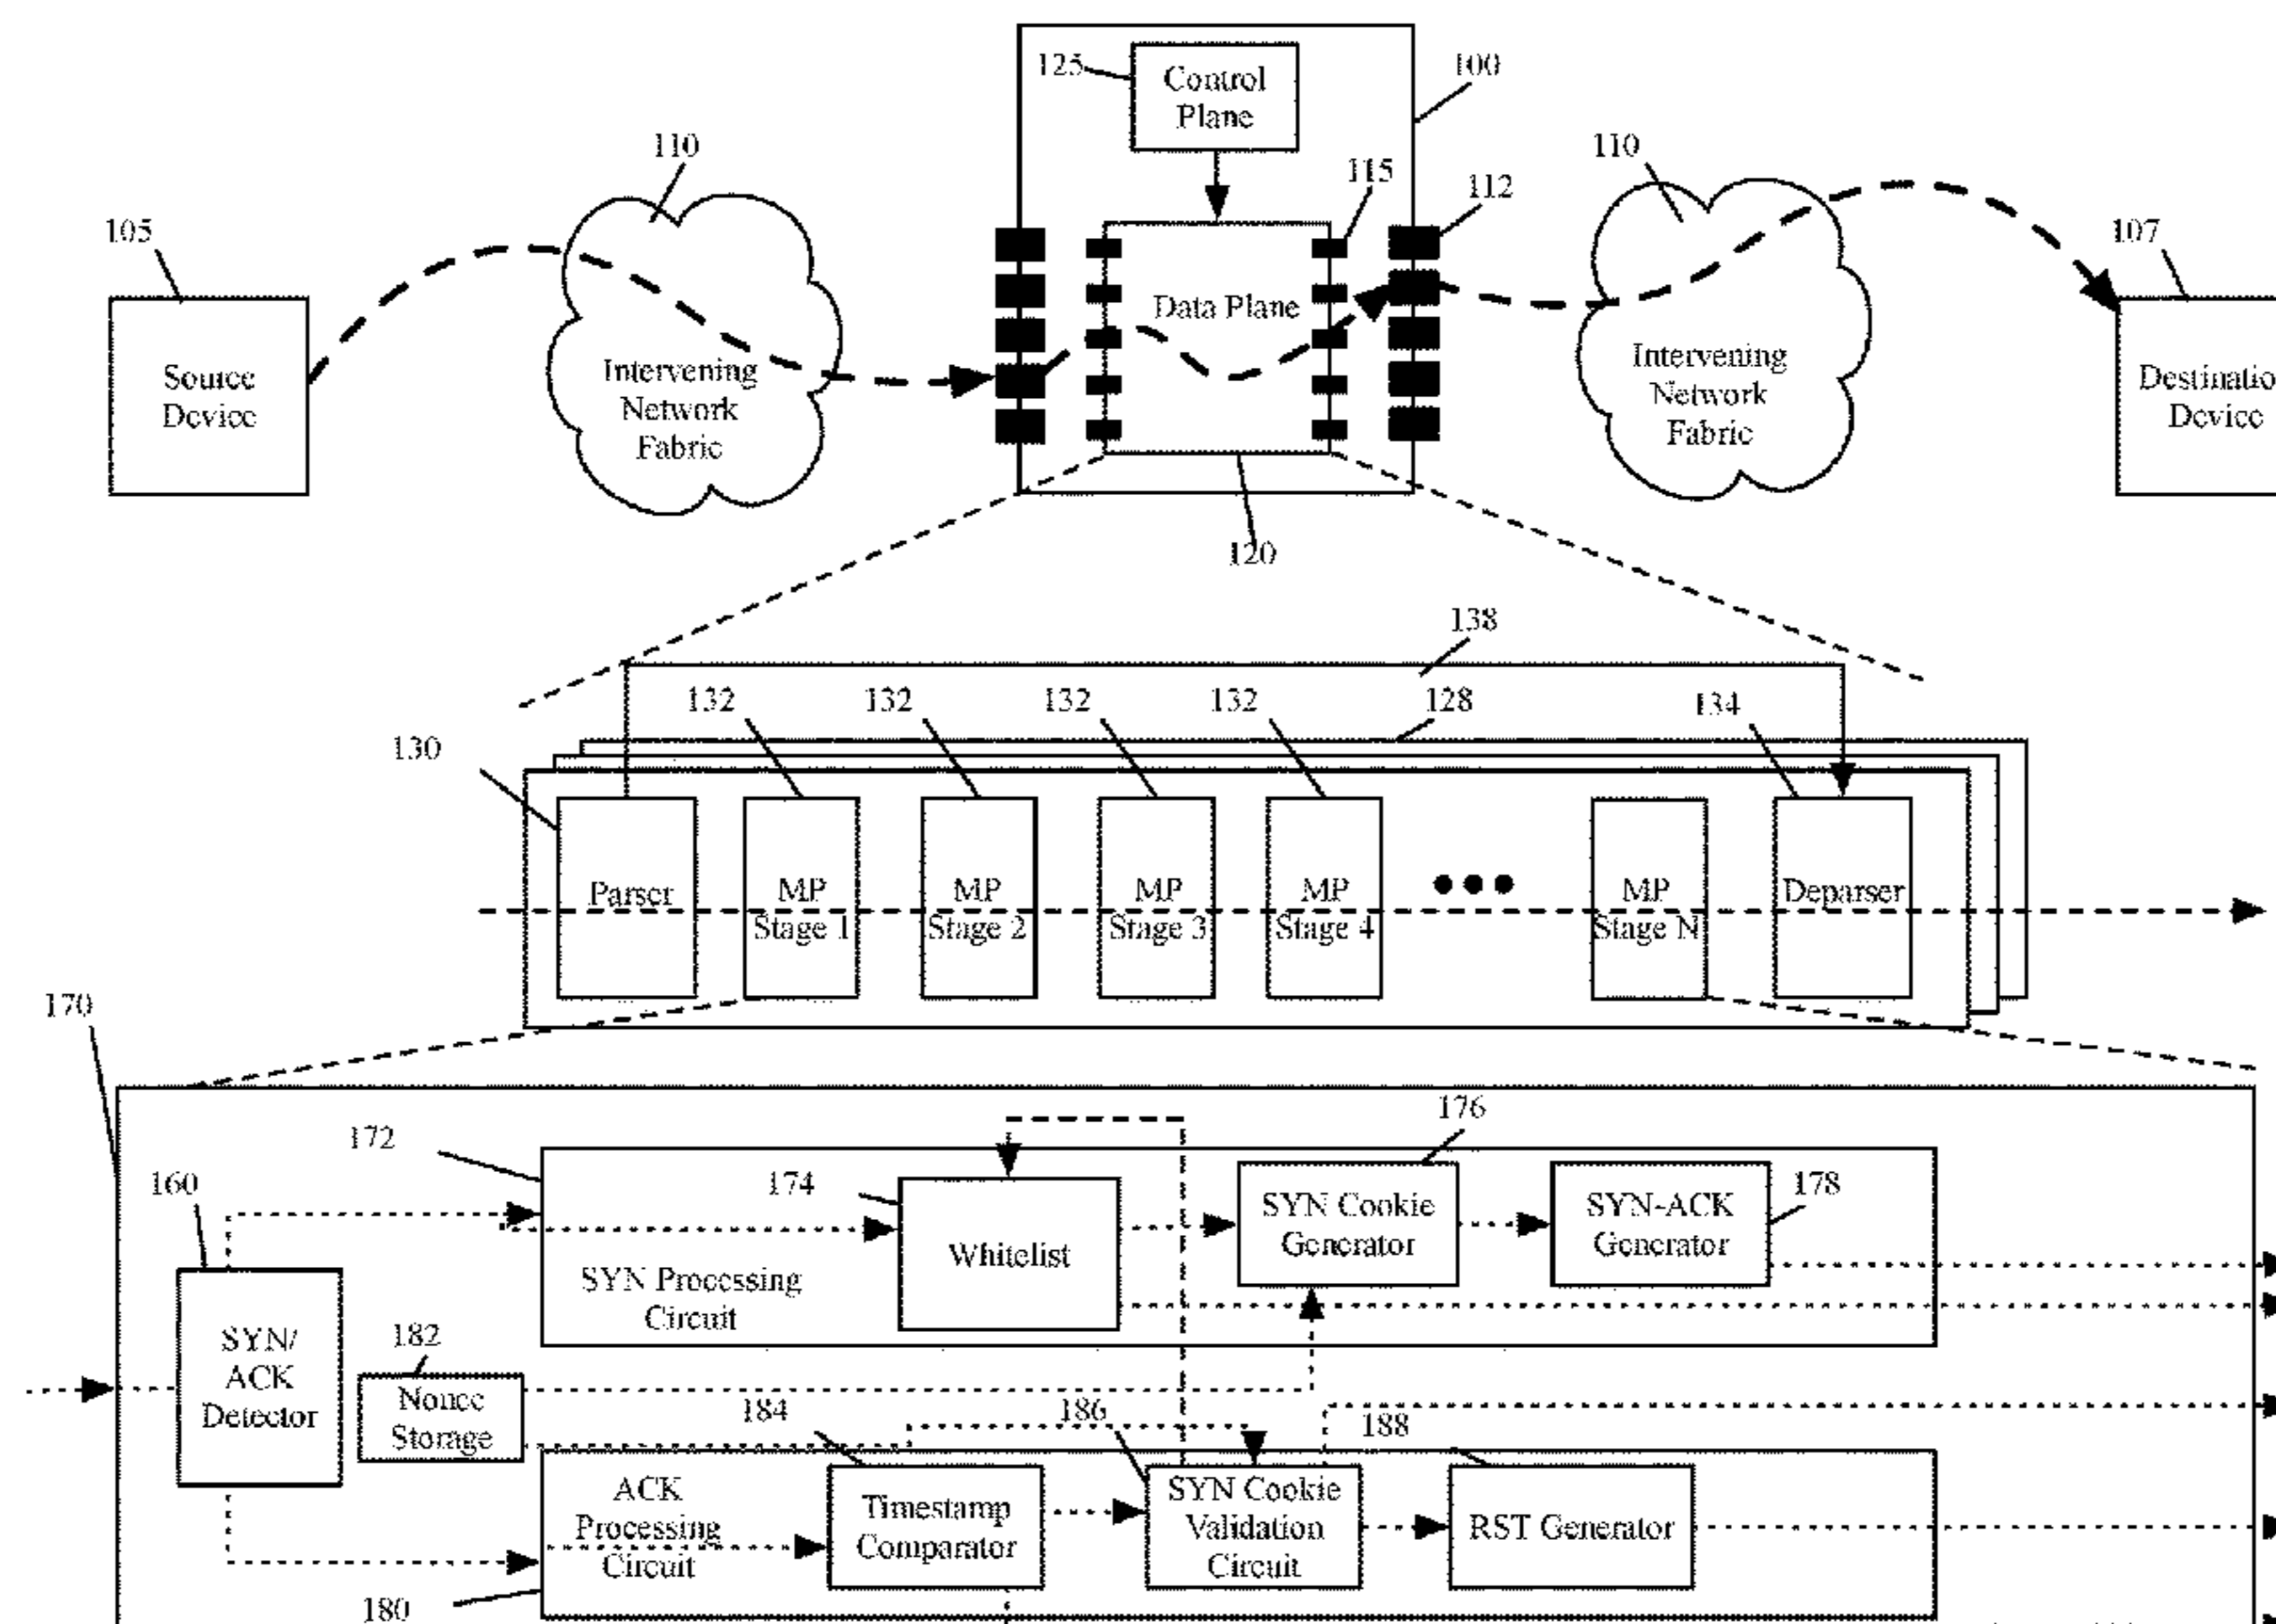 125
Control
Plane
100
110
110
115
112
105
107
Source
Device
Intervening
Network
Fabric
Data Plane
Intervening
Network
Fabric
Destinatio
Device
120
138
132
132
132
132
128
134
130
Parser
MP
Stage 1
MP
Stage 2
MP
Stage 3
MP
Stage 4
MP
Stage N
Deparser
170
172
176
160
174
178
SYN Cookie
Generator
SYN-ACK
Generator
Whitelist
SYN Processing
Circuit
SYN/
ACK
Detector
182
Nonce
Storage
184
186
188
ACK
Processing
Circuit
Timestamp
Comparator
SYN Cookie
Validation
Circuit
RST Generator
180